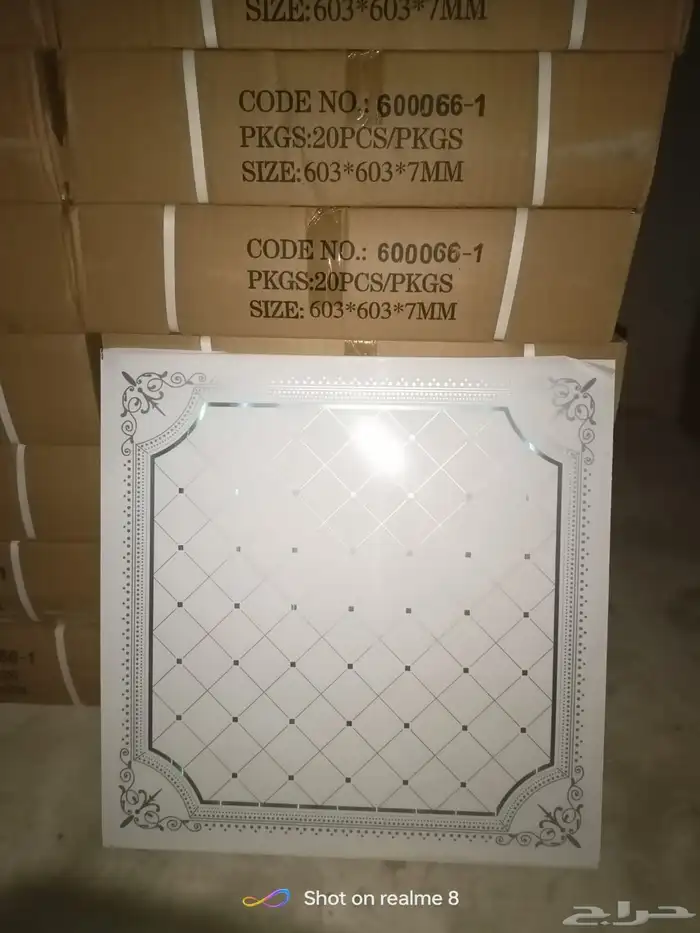 SIZE: 603*603*7MM
CODE NO.: 600066-1
PKGS:20PCS/PKGS
SIZE: 603*603*7MM
CODE NO.: 600066-1
PKGS:20PCS/PKGS
SIZE: 603*603*7MM
Shot on realme 8
حراج